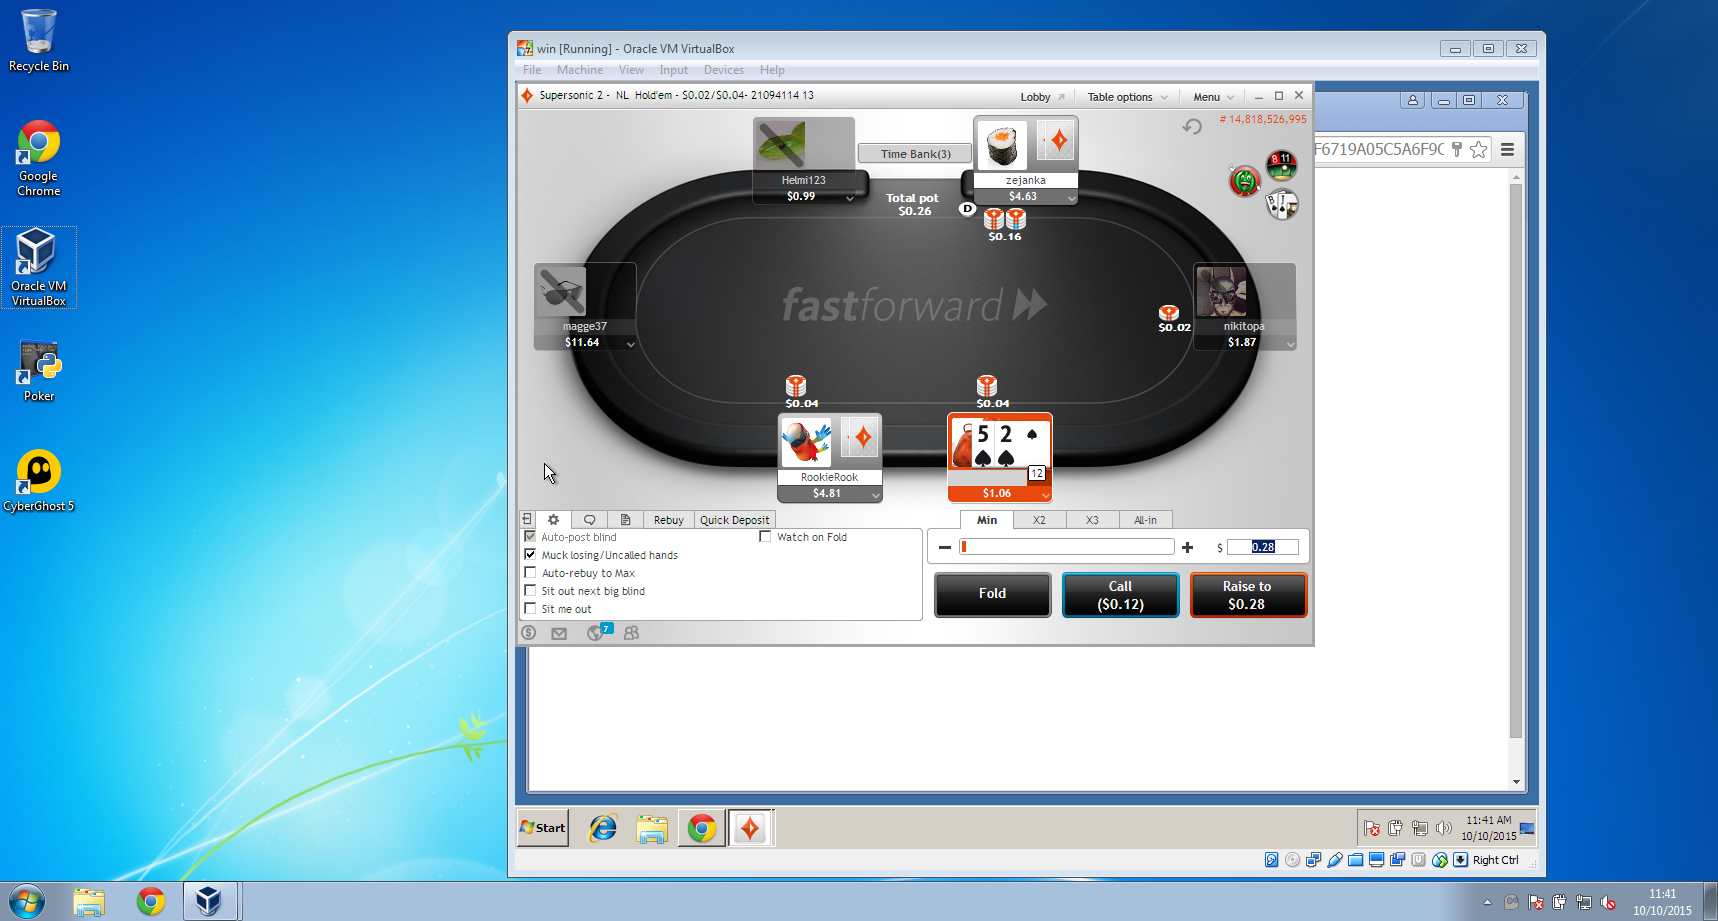 Recycle Bin
Google
Chrome
Oracle VM
VirtualBox
Poker
CyberGhost 5
win [Running] - Oracle VM VirtualBox
File Machine View Input Devices Help
Supersonic 2 - NL Hold'em - $0.02/$0.04- 21094114 13
Lobby Table options Menu
# 14,818,526,995
F6719A05C5A6F9C
Helmi123
$0.99
Time Bank(3)
zejanka
$4.63
Total pot
$0.26
D
$0.16
8 11
magge37
$11.64
fastforward
$0.02
nikitopa
$1.87
$0.04
$0.04
RookieRook
$4.81
5 2
12
$1.06
Rebuy Quick Deposit
Min X2 X3 All-in
Auto-post blind
Watch on Fold
Muck losing/Uncalled hands
Auto-rebuy to Max
Sit out next big blind
Sit me out
$ 0.28
Fold
Call
($0.12)
Raise to
$0.28
7
Start
11:41 AM
10/10/2015
Right Ctrl
11:41
10/10/2015